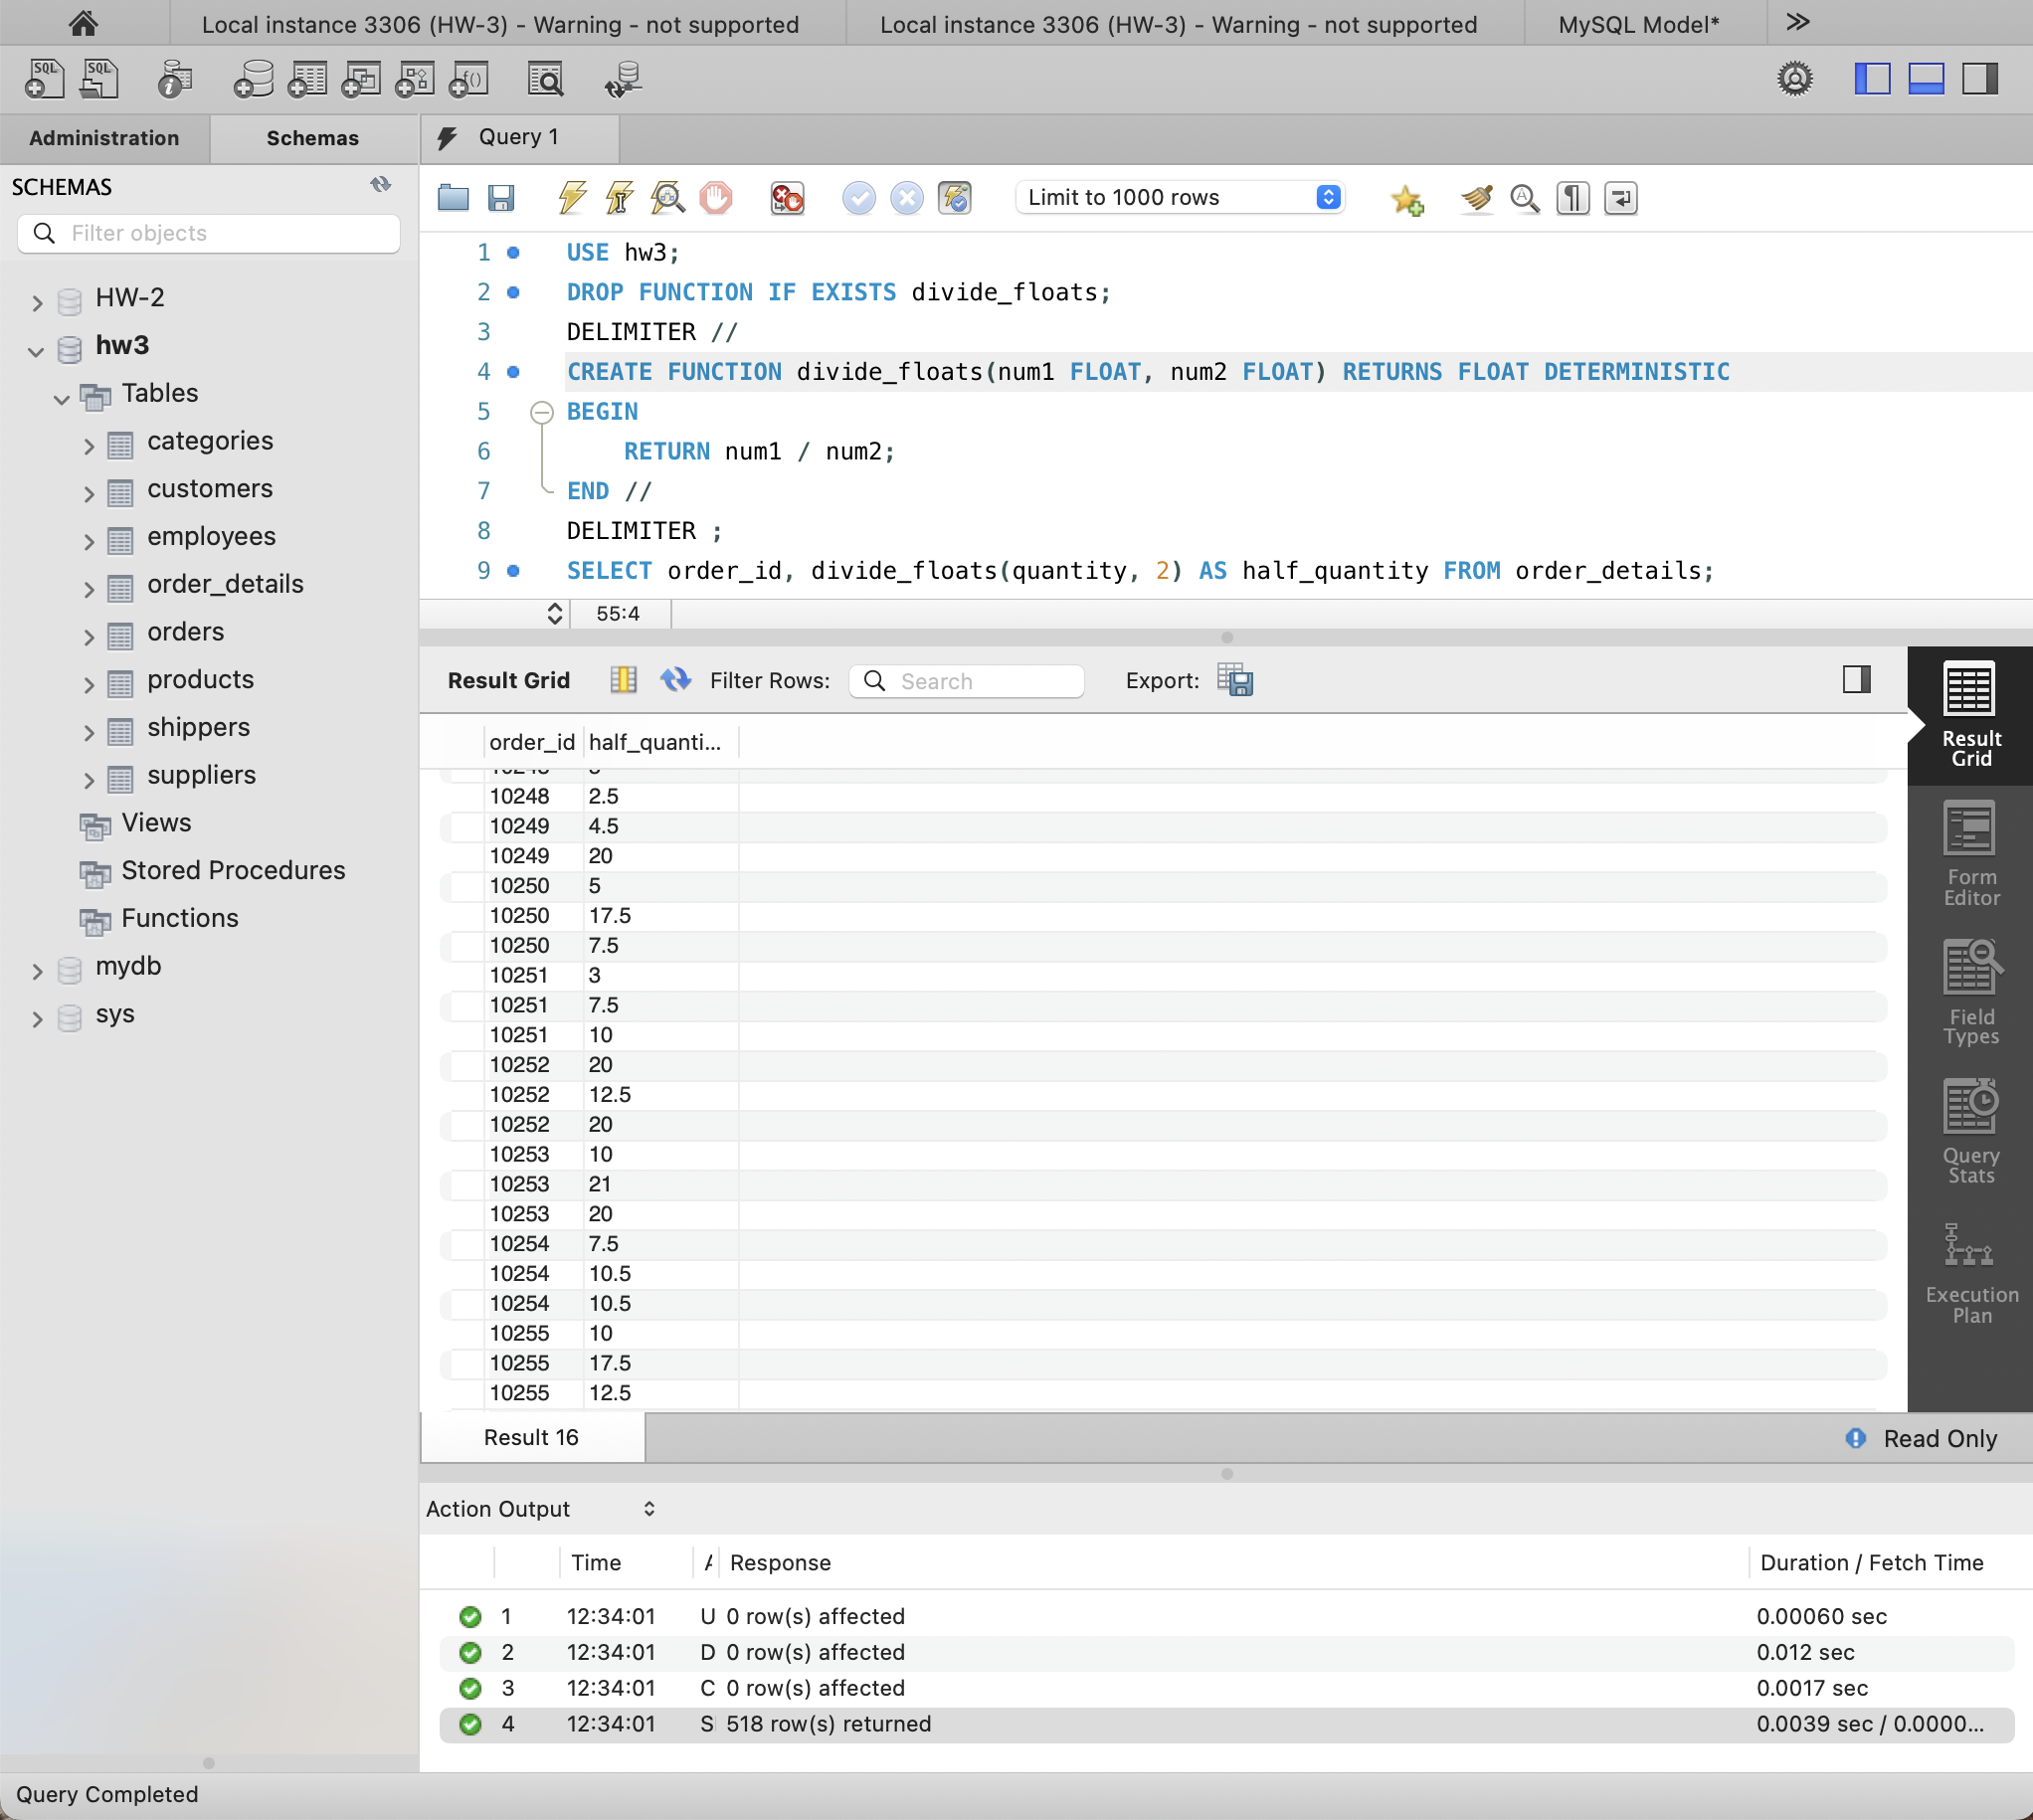 Local instance 3306 (HW-3) - Warning - not supported
Local instance 3306 (HW-3) - Warning - not supported
MySQL Model*
SQL
SQL
Administration
Schemas
Query 1
SCHEMAS
Filter objects
HW-2
hw3
Tables
categories
customers
employees
order_details
orders
products
shippers
suppliers
Views
Stored Procedures
Functions
mydb
sys
Limit to 1000 rows
1 USE hw3;
2 DROP FUNCTION IF EXISTS divide_floats;
3 DELIMITER //
4 CREATE FUNCTION divide_floats(num1 FLOAT, num2 FLOAT) RETURNS FLOAT DETERMINISTIC
5 BEGIN
6 RETURN num1 / num2;
7 END //
8 DELIMITER ;
9 SELECT order_id, divide_floats(quantity, 2) AS half_quantity FROM order_details;
55:4
Result Grid
Filter Rows:
Search
Export:
order_id half_quanti...
10248 2.5
10249 4.5
10249 20
10250 5
10250 17.5
10250 7.5
10251 3
10251 7.5
10251 10
10252 20
10252 12.5
10252 20
10253 10
10253 21
10253 20
10254 7.5
10254 10.5
10254 10.5
10255 10
10255 17.5
10255 12.5
Result
Grid
Form
Editor
Field
Types
Query
Stats
Execution
Plan
Result 16
Read Only
Action Output
Time Response Duration / Fetch Time
1 12:34:01 U 0 row(s) affected 0.00060 sec
2 12:34:01 D 0 row(s) affected 0.012 sec
3 12:34:01 C 0 row(s) affected 0.0017 sec
4 12:34:01 S 518 row(s) returned 0.0039 sec / 0.0000...
Query Completed